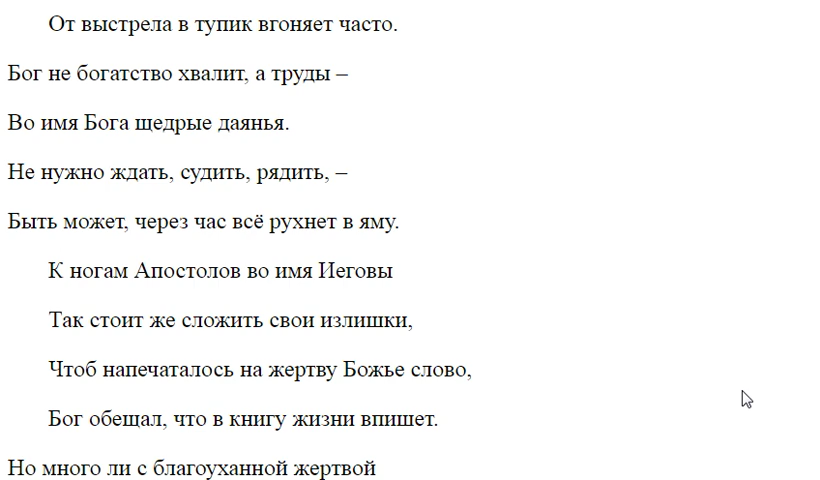 От выстрела в тупик вгоняет часто.
Бог не богатство хвалит, а труды –
Во имя Бога щедрые даянья.
Не нужно ждать, судить, рядить, –
Быть может, через час всё рухнет в яму.
К ногам Апостолов во имя Иеговы
Так стоит же сложить свои излишки,
Чтоб напечаталось на жертву Божье слово,
Бог обещал, что в книгу жизни впишет.
Но много ли с благоуханной жертвой